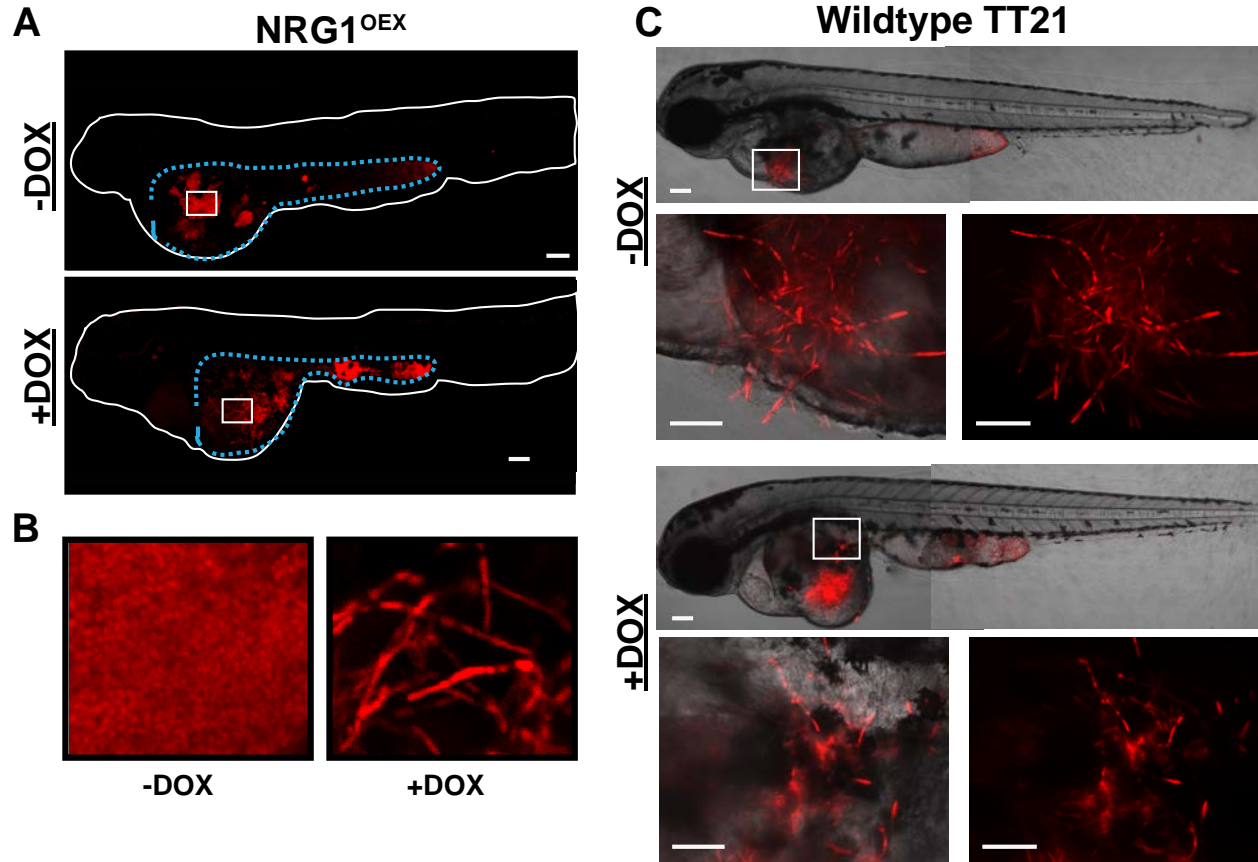 A
NRG1OEX
-DOX
+DOX
B
-DOX
+DOX
C
Wildtype TT21
-DOX
+DOX